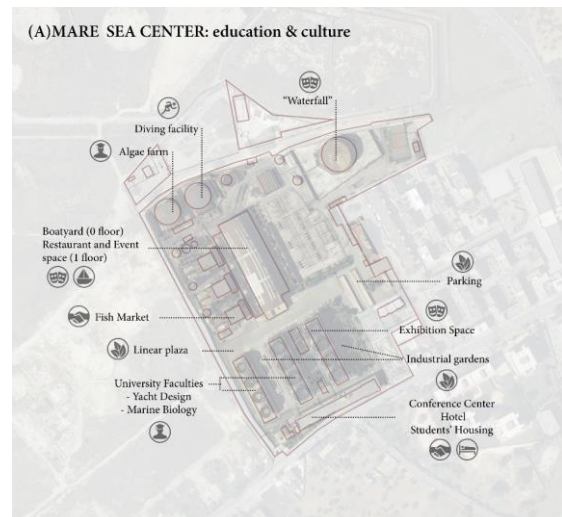 (A)MARE SEA CENTER: education & culture
“Waterfall”
Diving facility
Algae farm
Boatyard (0 floor)
Restaurant and Event
space (1 floor)
Parking
Fish Market
Exhibition Space
Linear plaza
Industrial gardens
University Faculties
- Yacht Design
- Marine Biology
Conference Center
Hotel
Students’ Housing